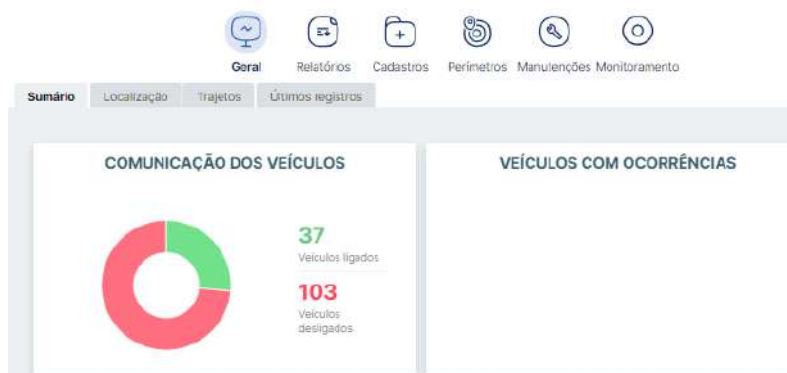 Geral Relatórios Cadastros Perímetros Manutenções Monitoramento
Sumário Localização Trajetos Últimos registros
COMUNICAÇÃO DOS VEÍCULOS
37
Veículos ligados
103
Veículos
desligados
VEÍCULOS COM OCORRÊNCIAS